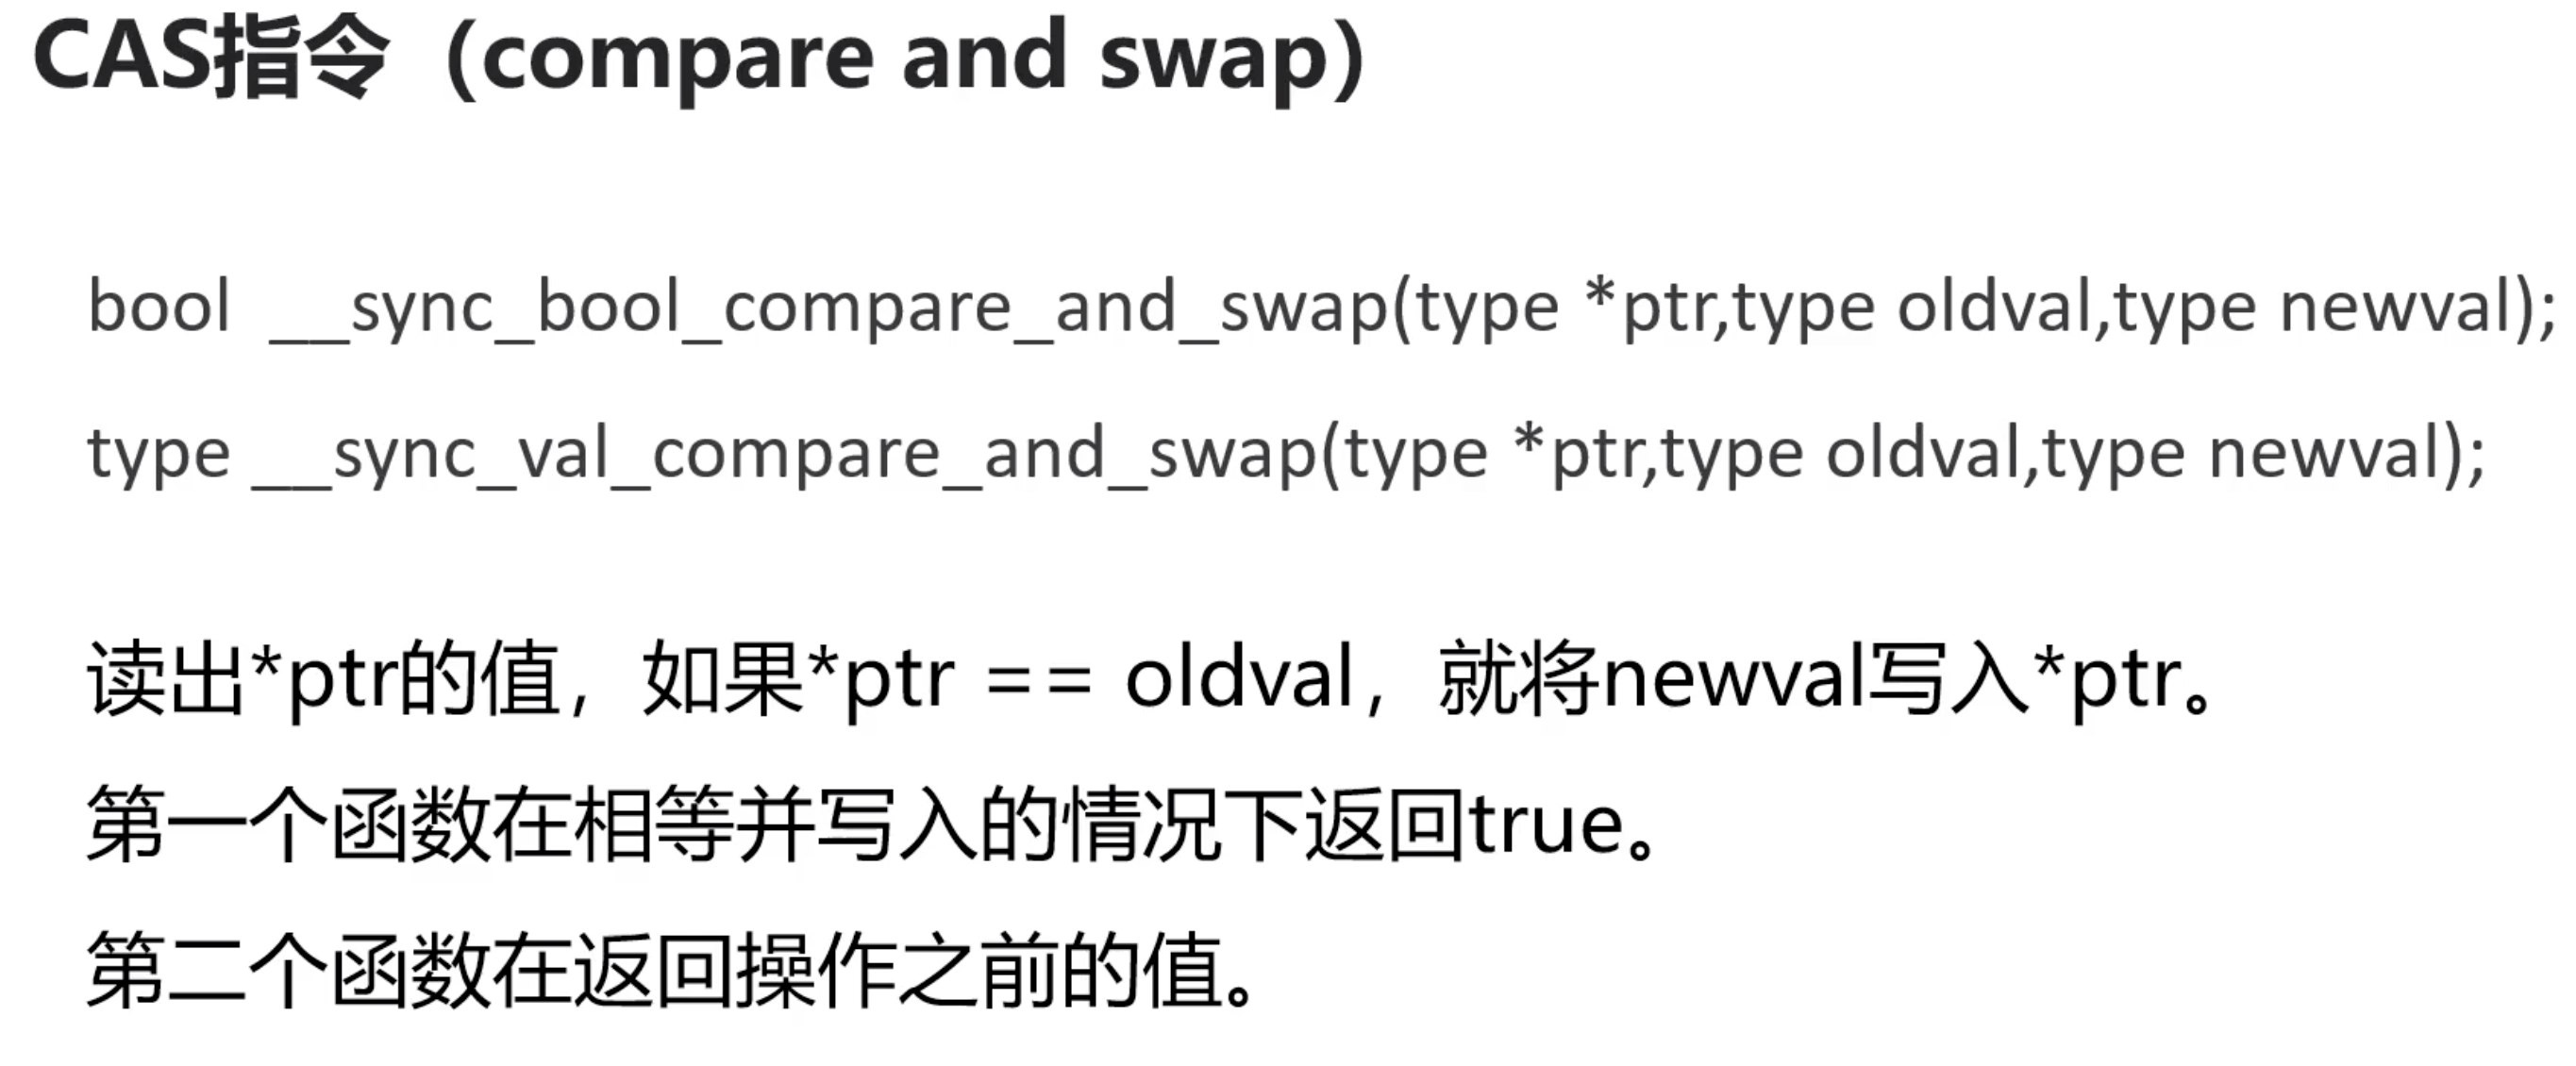 CAS指令（compare and swap）
bool __sync_bool_compare_and_swap(type *ptr,type oldval,type newval);
type __sync_val_compare_and_swap(type *ptr,type oldval,type newval);
读出*ptr的值，如果*ptr == oldval，就将newval写入*ptr。
第一个函数在相等并写入的情况下返回true。
第二个函数在返回操作之前的值。